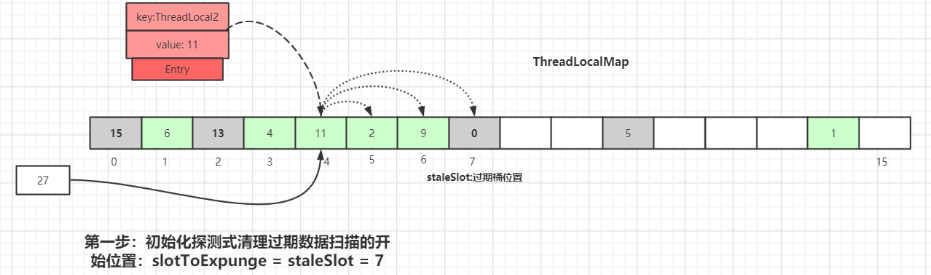 key:ThreadLocal2
value: 11
Entry
ThreadLocalMap
15 6 13 4 11 2 9 0 5 1
0 1 2 3 4 5 6 7 15
staleSlot:过期桶位置
27
第一步：初始化探测式清理过期数据扫描的开
始位置：slotToExpunge = staleSlot = 7